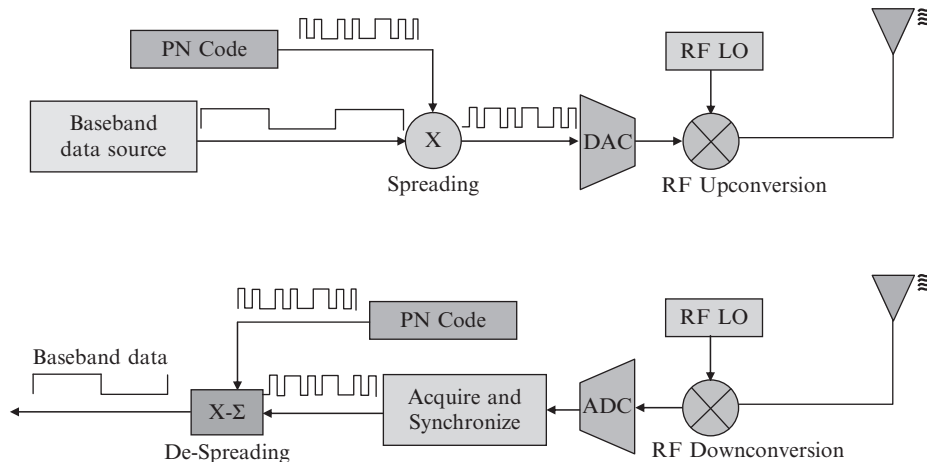 PN Code
RF LO
Baseband
data source
X
DAC
Spreading
RF Upconversion
PN Code
RF LO
Baseband data
X-Σ
Acquire and
Synchronize
ADC
De-Spreading
RF Downconversion